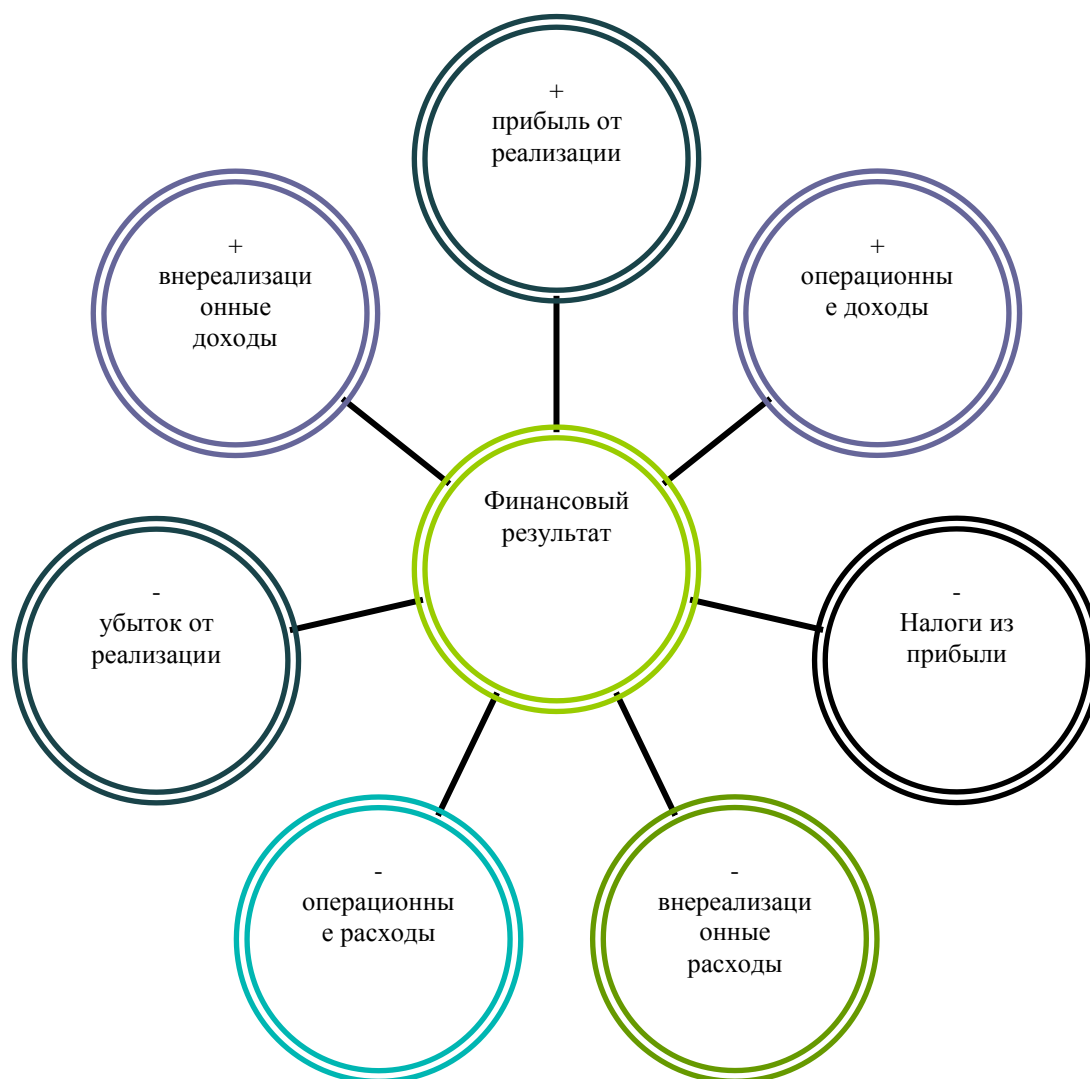 +
прибыль от
реализации
+
внереализаци
онные
доходы
+
операционны
е доходы
Финансовый
результат
-
убыток от
реализации
-
Налоги из
прибыли
-
операционны
е расходы
-
внереализаци
онные
расходы